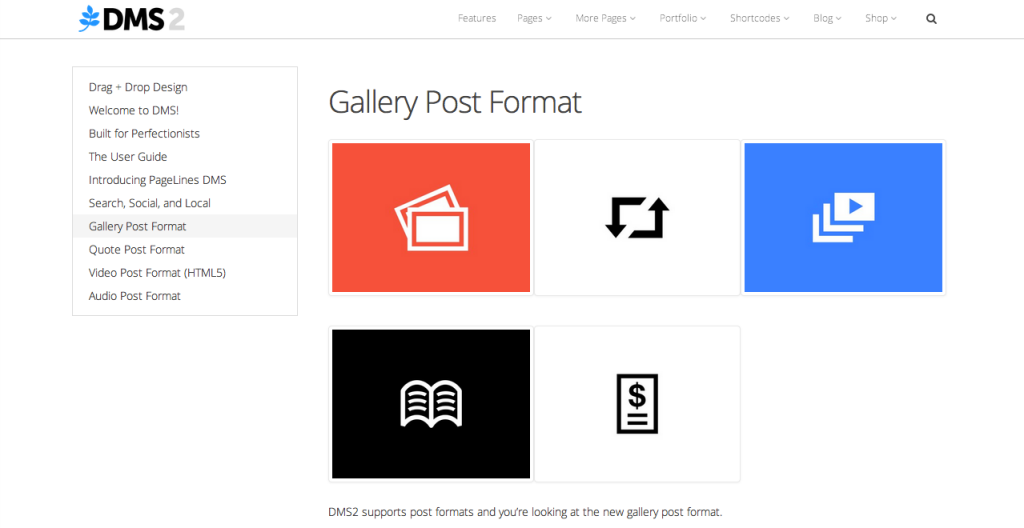 DMS 2
Features Pages More Pages Portfolio Shortcodes Blog Shop
Drag + Drop Design
Welcome to DMS!
Built for Perfectionists
The User Guide
Introducing PageLines DMS
Search, Social, and Local
Gallery Post Format
Quote Post Format
Video Post Format (HTML5)
Audio Post Format
Gallery Post Format
$
DMS2 supports post formats and you're looking at the new gallery post format.